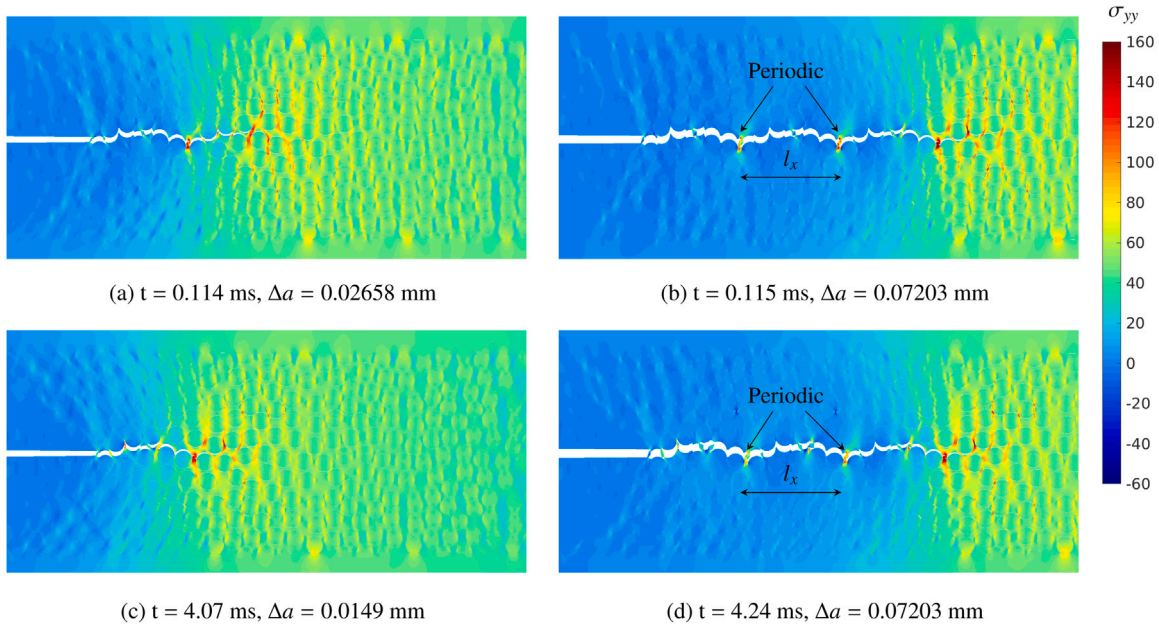 σyy
160
140
120
100
80
60
40
20
0
-20
-40
-60
Periodic
lx
(a) t = 0.114 ms, Δa = 0.02658 mm
(b) t = 0.115 ms, Δa = 0.07203 mm
Periodic
lx
(c) t = 4.07 ms, Δa = 0.0149 mm
(d) t = 4.24 ms, Δa = 0.07203 mm